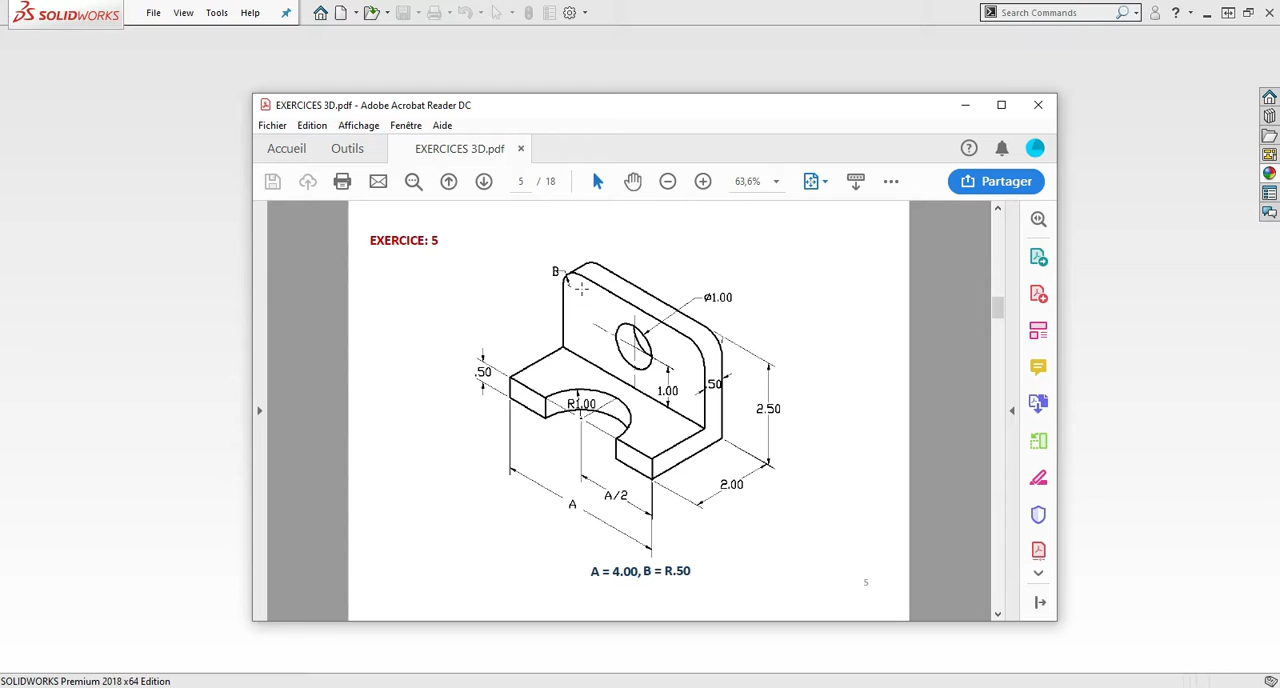 SOLIDWORKS File View Tools Help Search Commands
EXERCICES 3D.pdf - Adobe Acrobat Reader DC
Fichier Edition Affichage Fenêtre Aide
Accueil Outils EXERCICES 3D.pdf
5 / 18 63,6% Partager
EXERCICE: 5
B
⌀1.00
.50
R1.00
1.00
.50
2.50
2.00
A/2
A
A = 4.00, B = R.50
5
SOLIDWORKS Premium 2018 x64 Edition